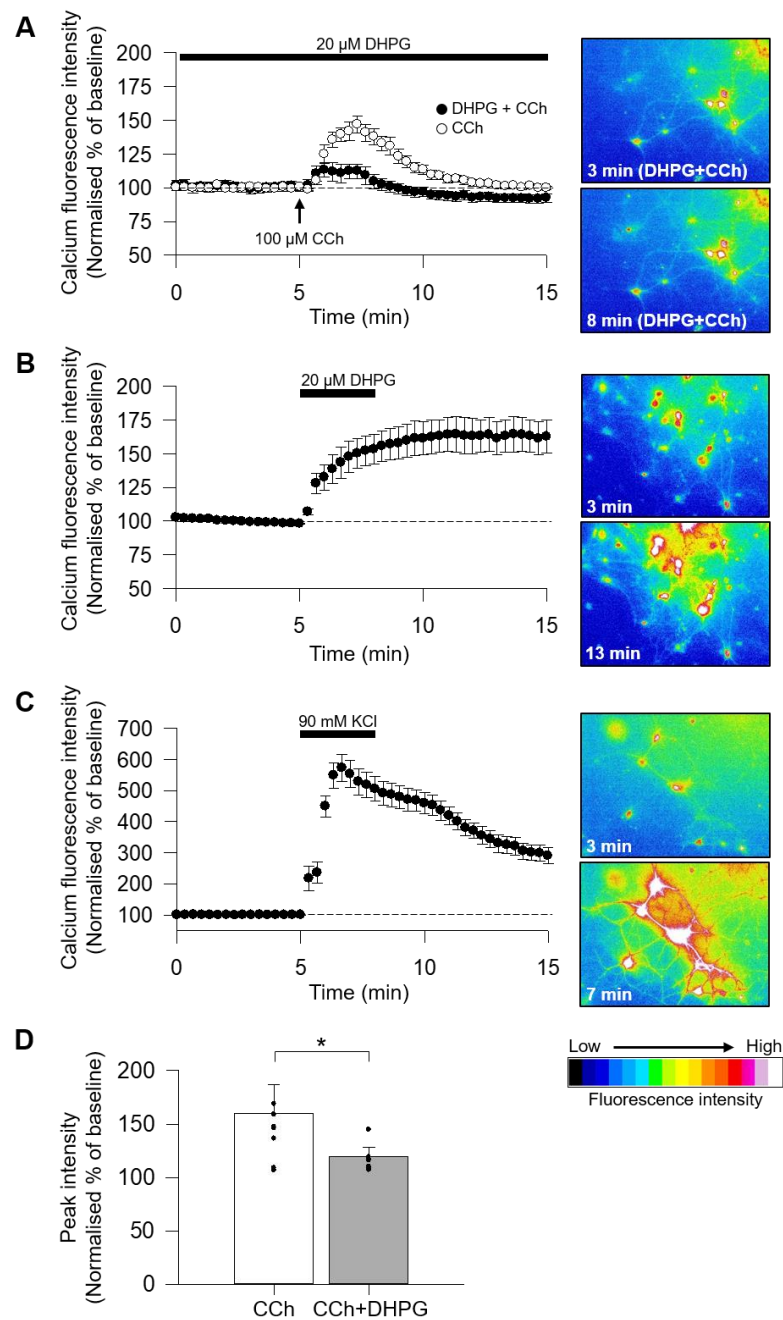 A
Calcium fluorescence intensity
(Normalised % of baseline)
200
175
150
125
100
75
50
20 µM DHPG
DHPG + CCh
CCh
100 µM CCh
0
5
10
15
Time (min)
3 min (DHPG+CCh)
8 min (DHPG+CCh)
B
Calcium fluorescence intensity
(Normalised % of baseline)
200
175
150
125
100
75
50
20 µM DHPG
0
5
10
15
Time (min)
3 min
13 min
C
Calcium fluorescence intensity
(Normalised % of baseline)
700
600
500
400
300
200
100
90 mM KCl
0
5
10
15
Time (min)
3 min
7 min
D
Peak intensity
(Normalised % of baseline)
200
150
100
50
0
*
CCh
CCh+DHPG
Low
High
Fluorescence intensity